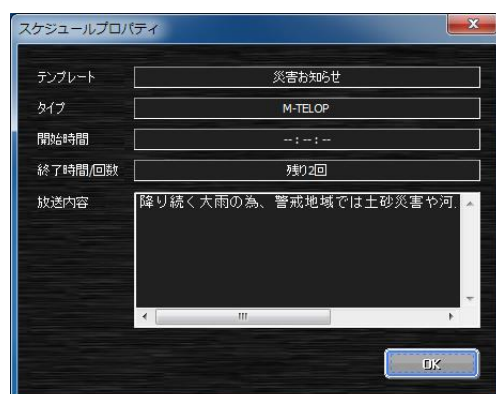 スケジュールプロパティ
テンプレート
災害お知らせ
タイプ
M-TELOP
開始時間
--:--:--
終了時間/回数
残り2回
放送内容
降り続く大雨の為、警戒地域では土砂災害や河
OK